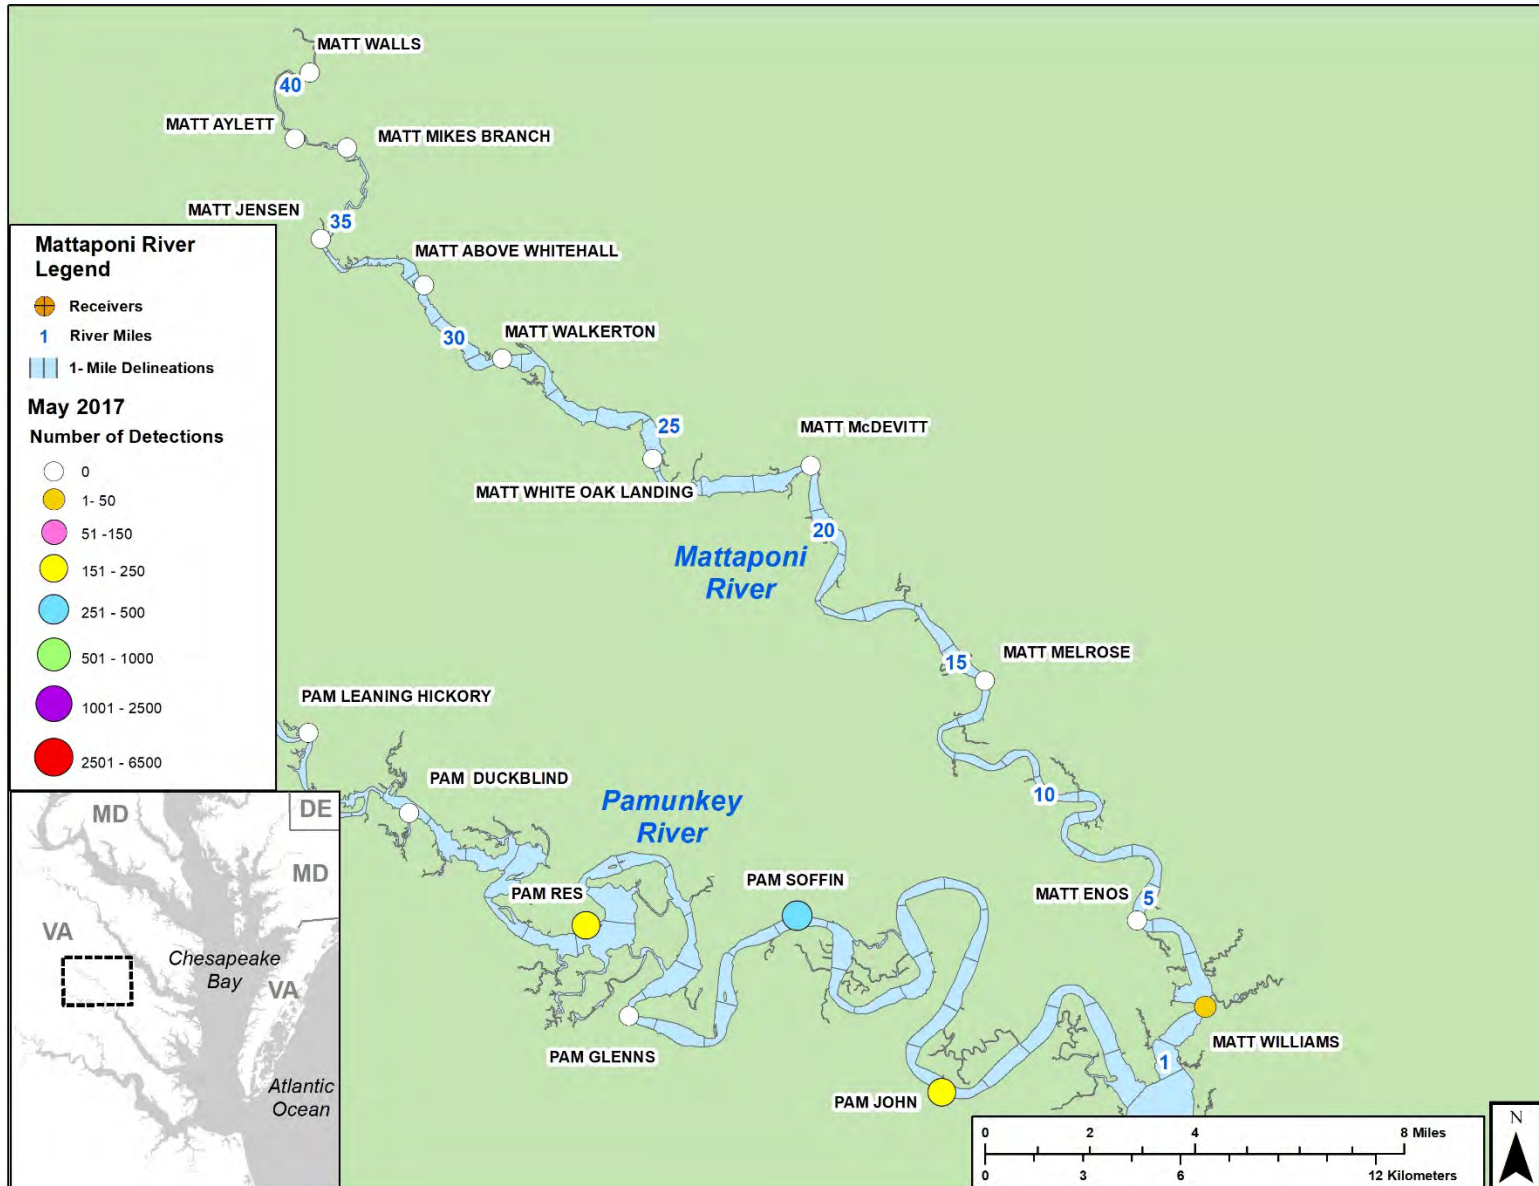 MATT WALLS
40
MATT AYLETT
MATT MIKES BRANCH
MATT JENSEN
35
MATT ABOVE WHITEHALL
30
MATT WALKERTON
25
MATT McDEVITT
MATT WHITE OAK LANDING
20
Mattaponi
River
15
MATT MELROSE
10
MATT ENOS
5
MATT WILLIAMS
1
PAM LEANING HICKORY
PAM DUCKBLIND
Pamunkey
River
PAM RES
PAM SOFFIN
PAM GLENNS
PAM JOHN
Mattaponi River
Legend
Receivers
1 River Miles
1- Mile Delineations
May 2017
Number of Detections
0
1- 50
51 -150
151 - 250
251 - 500
501 - 1000
1001 - 2500
2501 - 6500
MD
DE
MD
VA
Chesapeake
Bay
VA
Atlantic
Ocean
0 2 4 8 Miles
0 3 6 12 Kilometers
N